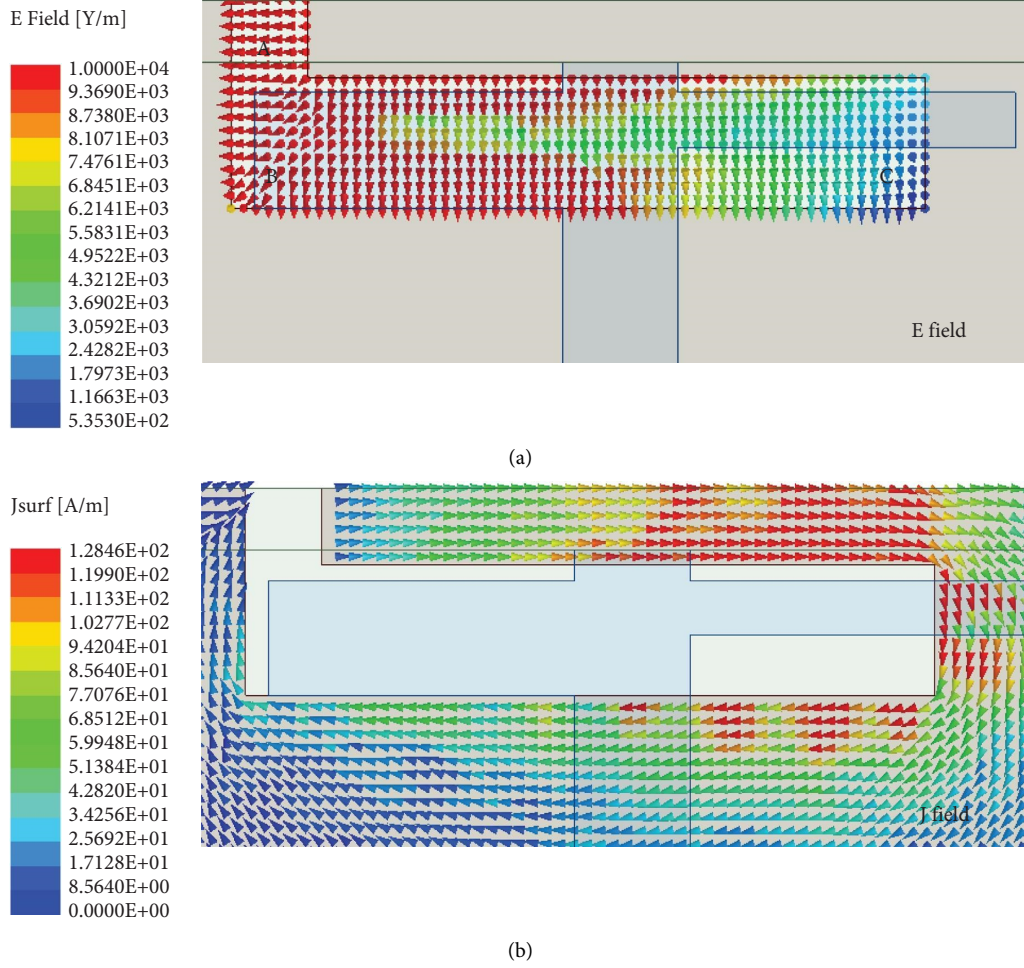 E Field [Y/m]
1.0000E+04
9.3690E+03
8.7380E+03
8.1071E+03
7.4761E+03
6.8451E+03
6.2141E+03
5.5831E+03
4.9522E+03
4.3212E+03
3.6902E+03
3.0592E+03
2.4282E+03
1.7973E+03
1.1663E+03
5.3530E+02
A
B
C
E field
(a)
Jsurf [A/m]
1.2846E+02
1.1990E+02
1.1133E+02
1.0277E+02
9.4204E+01
8.5640E+01
7.7076E+01
6.8512E+01
5.9948E+01
5.1384E+01
4.2820E+01
3.4256E+01
2.5692E+01
1.7128E+01
8.5640E+00
0.0000E+00
J field
(b)